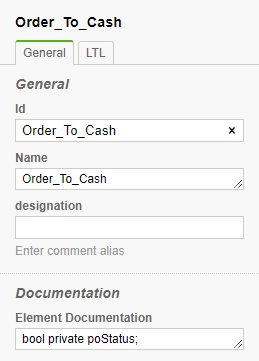 Order_To_Cash
General LTL
General
Id
Order_To_Cash ×
Name
Order_To_Cash
designation
Enter comment alias
Documentation
Element Documentation
bool private poStatus;